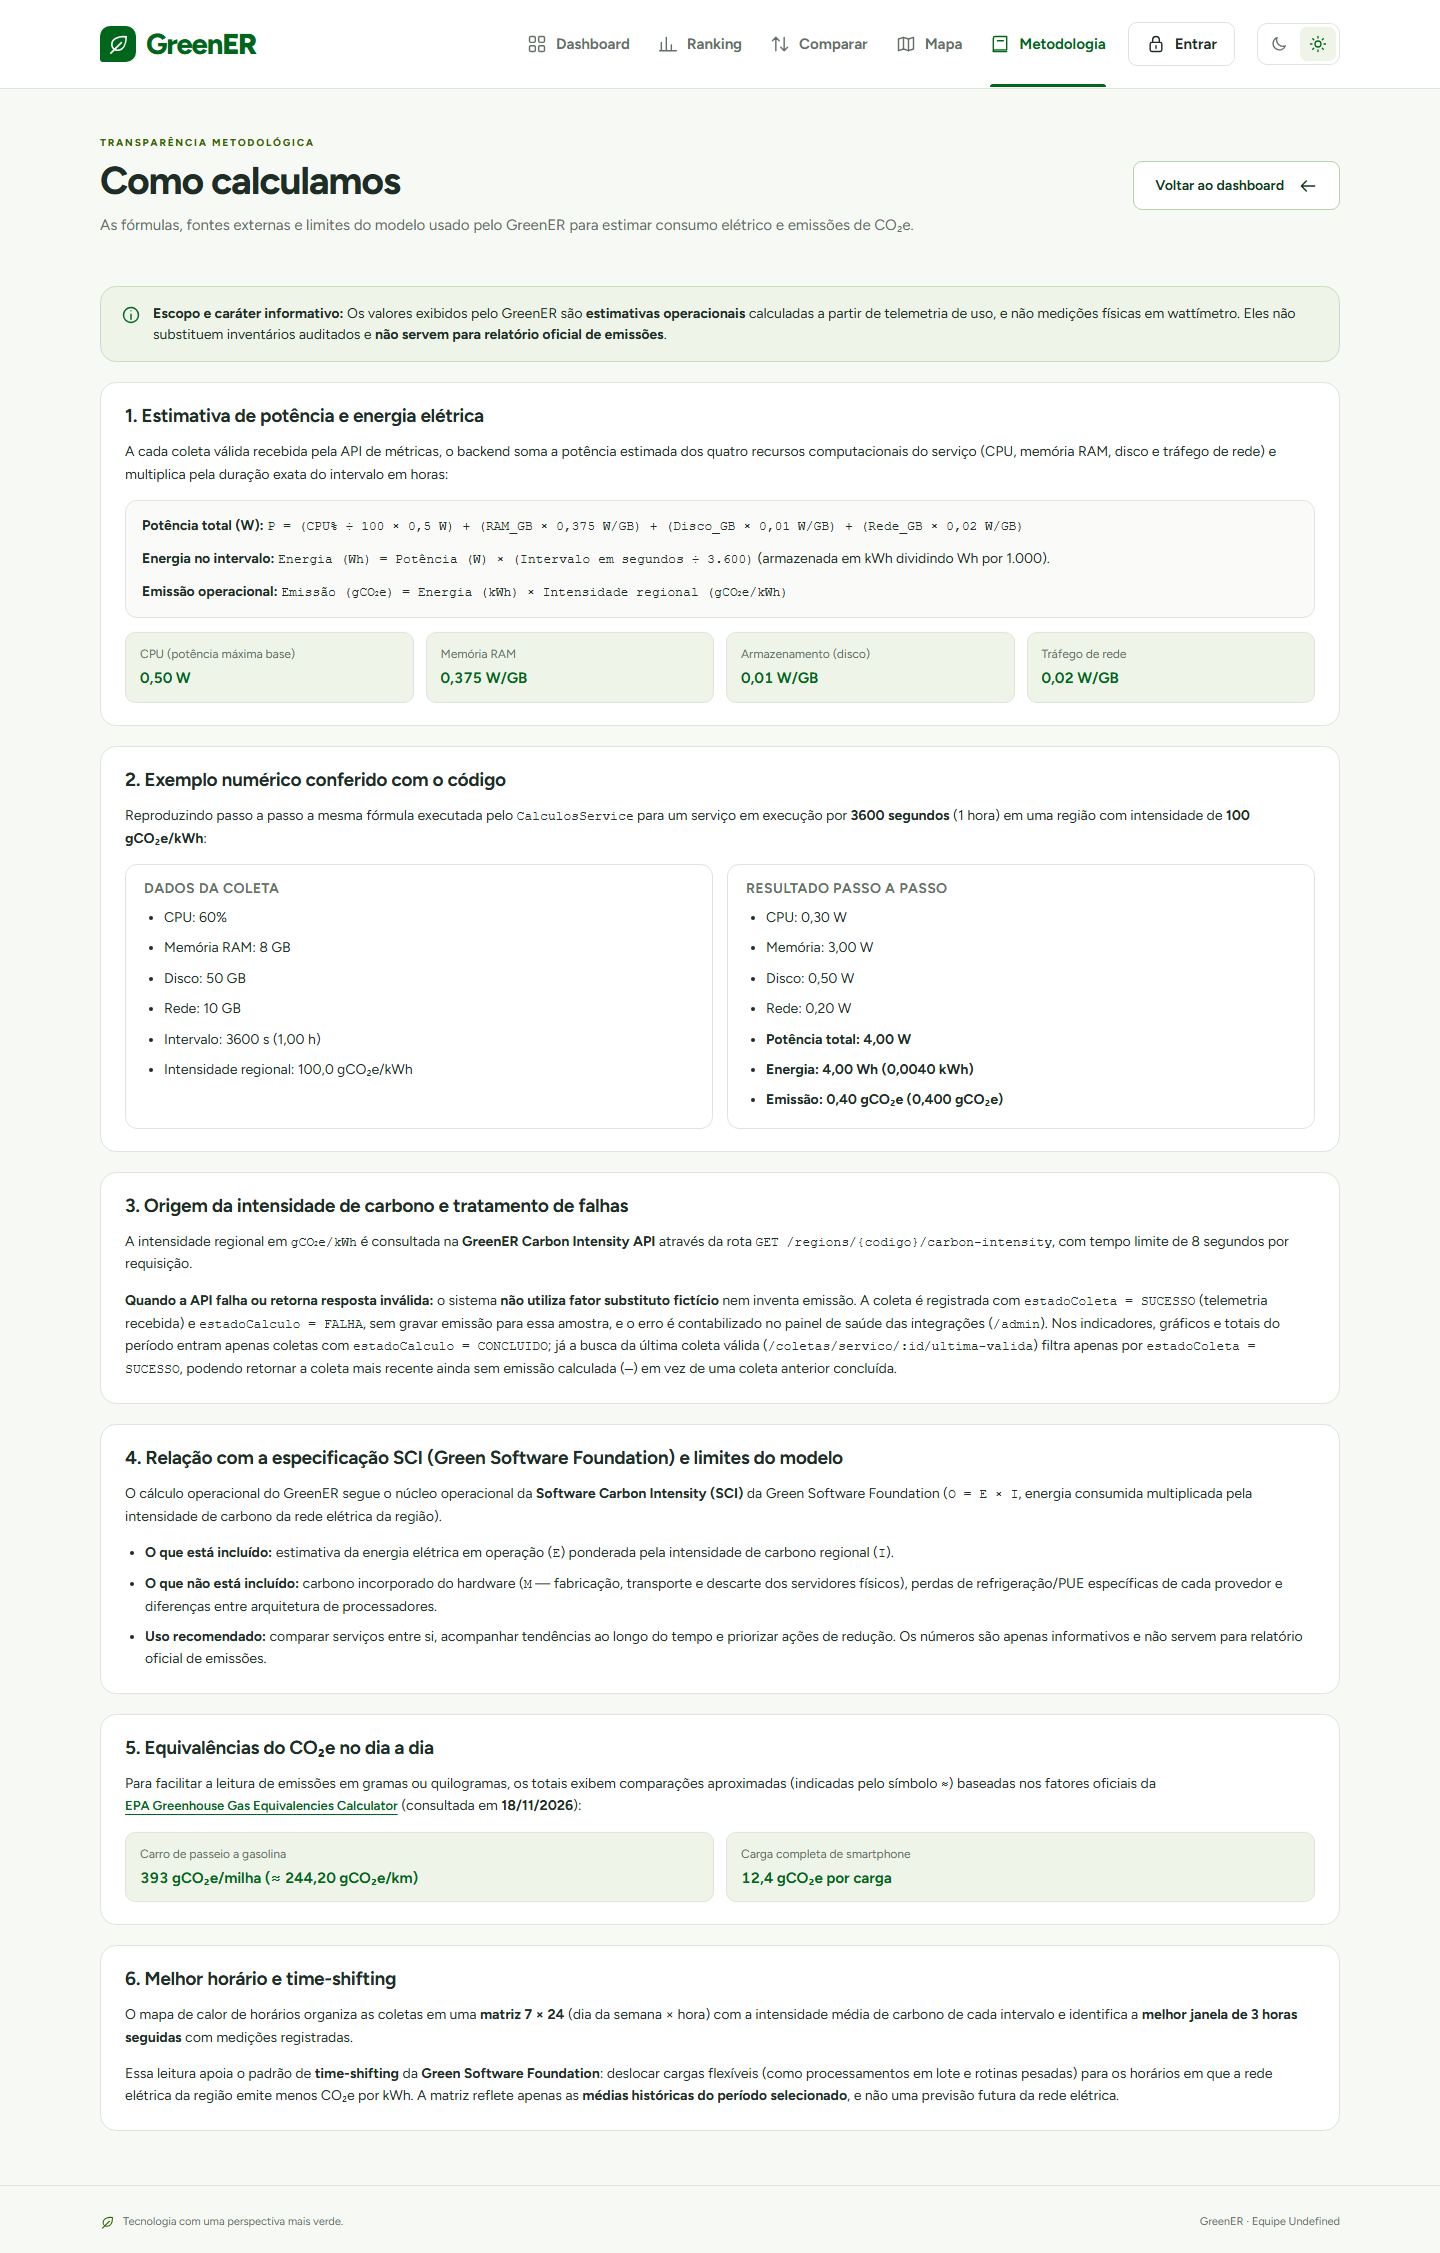 GreenER
Dashboard
Ranking
Comparar
Mapa
Metodologia
Entrar
TRANSPARÊNCIA METODOLÓGICA
Como calculamos
As fórmulas, fontes externas e limites do modelo usado pelo GreenER para estimar consumo elétrico e emissões de CO₂e.
Voltar ao dashboard
Escopo e caráter informativo: Os valores exibidos pelo GreenER são estimativas operacionais calculadas a partir de telemetria de uso, e não medições físicas em wattímetro. Eles não
substituem inventários auditados e não servem para relatório oficial de emissões.
1. Estimativa de potência e energia elétrica
A cada coleta válida recebida pela API de métricas, o backend soma a potência estimada dos quatro recursos computacionais do serviço (CPU, memória RAM, disco e tráfego de rede) e
multiplica pela duração exata do intervalo em horas:
Potência total (W): P = (CPU% ÷ 100 × 0,5 W) + (RAM_GB × 0,375 W/GB) + (Disco_GB × 0,01 W/GB) + (Rede_GB × 0,02 W/GB)
Energia no intervalo: Energia (Wh) = Potência (W) × (Intervalo em segundos ÷ 3.600) (armazenada em kWh dividindo Wh por 1.000).
Emissão operacional: Emissão (gCO₂e) = Energia (kWh) × Intensidade regional (gCO₂e/kWh)
CPU (potência máxima base)
0,50 W
Memória RAM
0,375 W/GB
Armazenamento (disco)
0,01 W/GB
Tráfego de rede
0,02 W/GB
2. Exemplo numérico conferido com o código
Reproduzindo passo a passo a mesma fórmula executada pelo CalculosService para um serviço em execução por 3600 segundos (1 hora) em uma região com intensidade de 100
gCO₂e/kWh:
DADOS DA COLETA
• CPU: 60%
• Memória RAM: 8 GB
• Disco: 50 GB
• Rede: 10 GB
• Intervalo: 3600 s (1,00 h)
• Intensidade regional: 100,0 gCO₂e/kWh
RESULTADO PASSO A PASSO
• CPU: 0,30 W
• Memória: 3,00 W
• Disco: 0,50 W
• Rede: 0,20 W
• Potência total: 4,00 W
• Energia: 4,00 Wh (0,0040 kWh)
• Emissão: 0,40 gCO₂e (0,400 gCO₂e)
3. Origem da intensidade de carbono e tratamento de falhas
A intensidade regional em gCO₂e/kWh é consultada na GreenER Carbon Intensity API através da rota GET /regions/{codigo}/carbon-intensity, com tempo limite de 8 segundos por
requisição.
Quando a API falha ou retorna resposta inválida: o sistema não utiliza fator substituto fictício nem inventa emissão. A coleta é registrada com estadoColeta = SUCESSO (telemetria
recebida) e estadoCalculo = FALHA, sem gravar emissão para essa amostra, e o erro é contabilizado no painel de saúde das integrações (/admin). Nos indicadores, gráficos e totais do
período entram apenas coletas com estadoCalculo = CONCLUIDO; já a busca da última coleta válida (/coletas/servico/:id/ultima-valida) filtra apenas por estadoColeta =
SUCESSO, podendo retornar a coleta mais recente ainda sem emissão calculada (—) em vez de uma coleta anterior concluída.
4. Relação com a especificação SCI (Green Software Foundation) e limites do modelo
O cálculo operacional do GreenER segue o núcleo operacional da Software Carbon Intensity (SCI) da Green Software Foundation (O = E × I, energia consumida multiplicada pela
intensidade de carbono da rede elétrica da região).
• O que está incluído: estimativa da energia elétrica em operação (E) ponderada pela intensidade de carbono regional (I).
• O que não está incluído: carbono incorporado do hardware (M — fabricação, transporte e descarte dos servidores físicos), perdas de refrigeração/PUE específicas de cada provedor e
diferenças entre arquitetura de processadores.
• Uso recomendado: comparar serviços entre si, acompanhar tendências ao longo do tempo e priorizar ações de redução. Os números são apenas informativos e não servem para relatório
oficial de emissões.
5. Equivalências do CO₂e no dia a dia
Para facilitar a leitura de emissões em gramas ou quilogramas, os totais exibem comparações aproximadas (indicadas pelo símbolo ≈) baseadas nos fatores oficiais da
EPA Greenhouse Gas Equivalencies Calculator (consultada em 18/11/2026):
Carro de passeio a gasolina
393 gCO₂e/milha (≈ 244,20 gCO₂e/km)
Carga completa de smartphone
12,4 gCO₂e por carga
6. Melhor horário e time-shifting
O mapa de calor de horários organiza as coletas em uma matriz 7 × 24 (dia da semana × hora) com a intensidade média de carbono de cada intervalo e identifica a melhor janela de 3 horas
seguidas com medições registradas.
Essa leitura apoia o padrão de time-shifting da Green Software Foundation: deslocar cargas flexíveis (como processamentos em lote e rotinas pesadas) para os horários em que a rede
elétrica da região emite menos CO₂e por kWh. A matriz reflete apenas as médias históricas do período selecionado, e não uma previsão futura da rede elétrica.
Tecnologia com uma perspectiva mais verde.
GreenER · Equipe Undefined